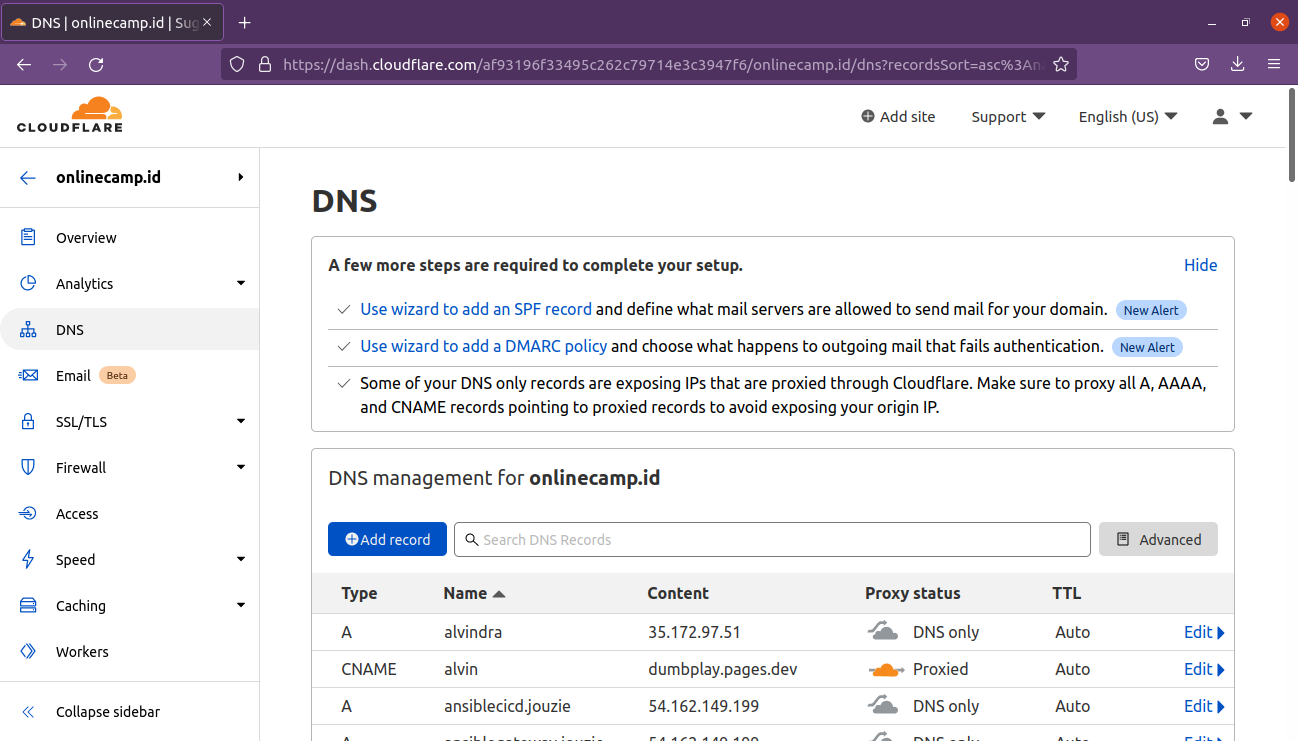 DNS | onlinecamp.id | Sug
https://dash.cloudflare.com/af93196f33495c262c79714e3c3947f6/onlinecamp.id/dns?recordsSort=asc%3An
CLOUDFLARE
Add site
Support
English (US)
onlinecamp.id
Overview
Analytics
DNS
Email Beta
SSL/TLS
Firewall
Access
Speed
Caching
Workers
Collapse sidebar
DNS
A few more steps are required to complete your setup.
Hide
Use wizard to add an SPF record and define what mail servers are allowed to send mail for your domain. New Alert
Use wizard to add a DMARC policy and choose what happens to outgoing mail that fails authentication. New Alert
Some of your DNS only records are exposing IPs that are proxied through Cloudflare. Make sure to proxy all A, AAAA,
and CNAME records pointing to proxied records to avoid exposing your origin IP.
DNS management for onlinecamp.id
Add record
Search DNS Records
Advanced
Type Name Content Proxy status TTL
A alvindra 35.172.97.51 DNS only Auto Edit
CNAME alvin dumbplay.pages.dev Proxied Auto Edit
A ansiblecicd.jouzie 54.162.149.199 DNS only Auto Edit